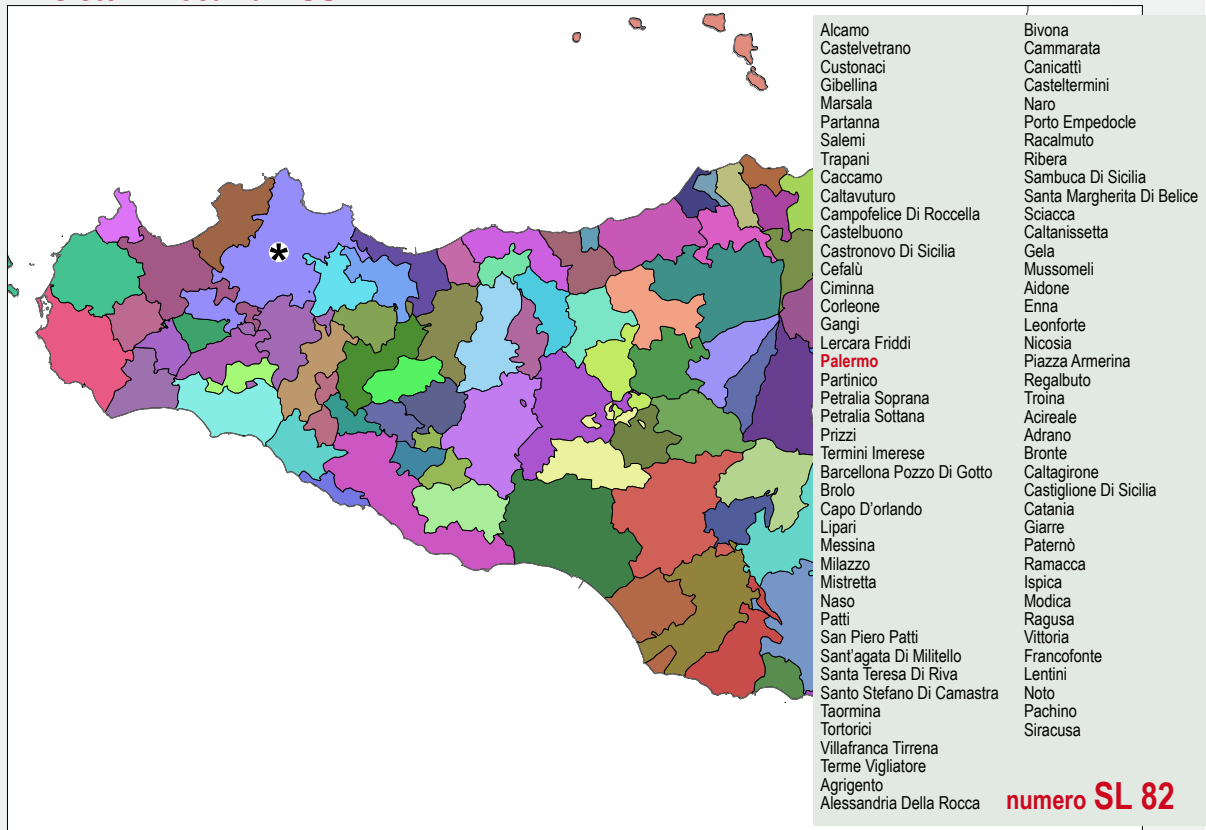 Alcamo
Castelvetrano
Custonaci
Gibellina
Marsala
Partanna
Salemi
Trapani
Caccamo
Caltavuturo
Campofelice Di Roccella
Castelbuono
Castronovo Di Sicilia
Cefalù
Ciminna
Corleone
Gangi
Lercara Friddi
Palermo
Partinico
Petralia Soprana
Petralia Sottana
Prizzi
Termini Imerese
Barcellona Pozzo Di Gotto
Brolo
Capo D'orlando
Lipari
Messina
Milazzo
Mistretta
Naso
Patti
San Piero Patti
Sant'agata Di Militello
Santa Teresa Di Riva
Santo Stefano Di Camastra
Taormina
Tortorici
Villafranca Tirrena
Terme Vigliatore
Agrigento
Alessandria Della Rocca
Bivona
Cammarata
Canicattì
Casteltermini
Naro
Porto Empedocle
Racalmuto
Ribera
Sambuca Di Sicilia
Santa Margherita Di Belice
Sciacca
Caltanissetta
Gela
Mussomeli
Aidone
Enna
Leonforte
Nicosia
Piazza Armerina
Regalbuto
Troina
Acireale
Adrano
Bronte
Caltagirone
Castiglione Di Sicilia
Catania
Giarre
Paternò
Ramacca
Ispica
Modica
Ragusa
Vittoria
Francofonte
Lentini
Noto
Pachino
Siracusa
numero SL 82
*